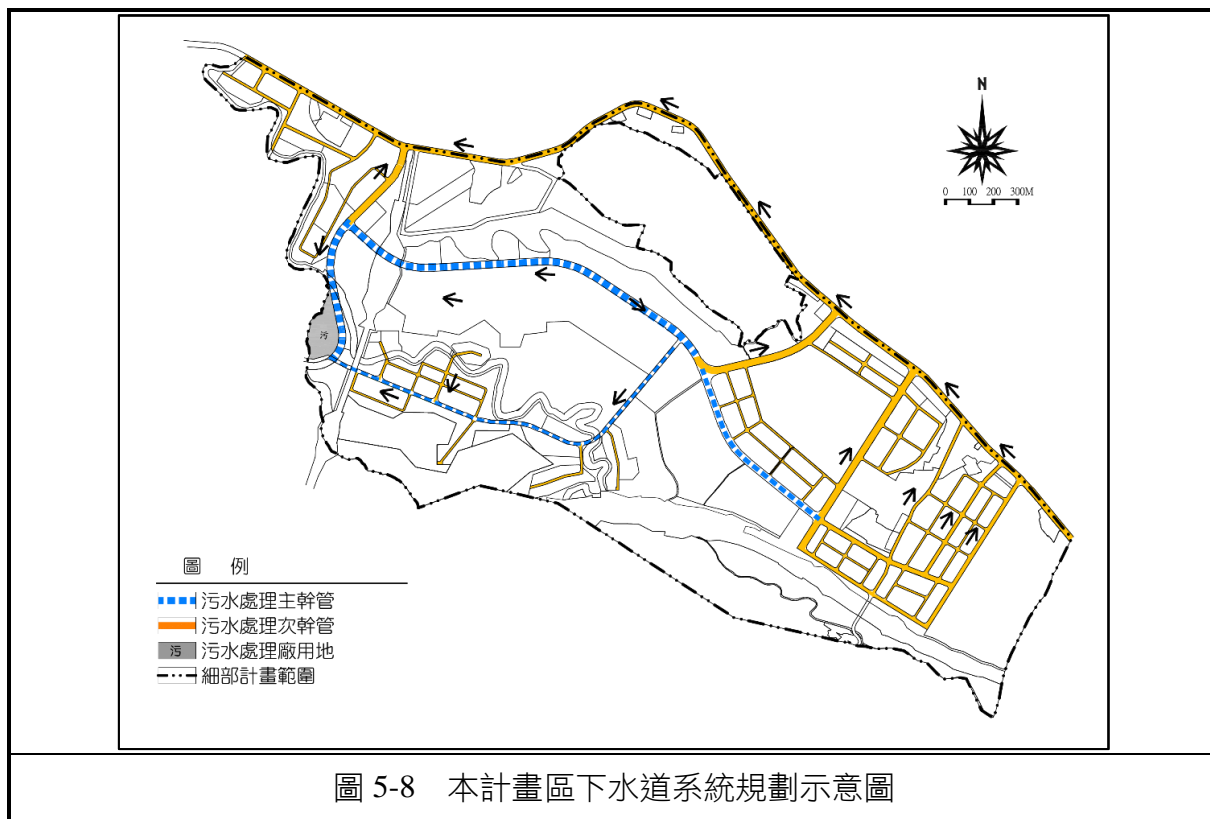 N
0 100 200 300M
污
圖 例
污水處理主幹管
污水處理次幹管
污 污水處理廠用地
細部計畫範圍
圖 5-8 本計畫區下水道系統規劃示意圖